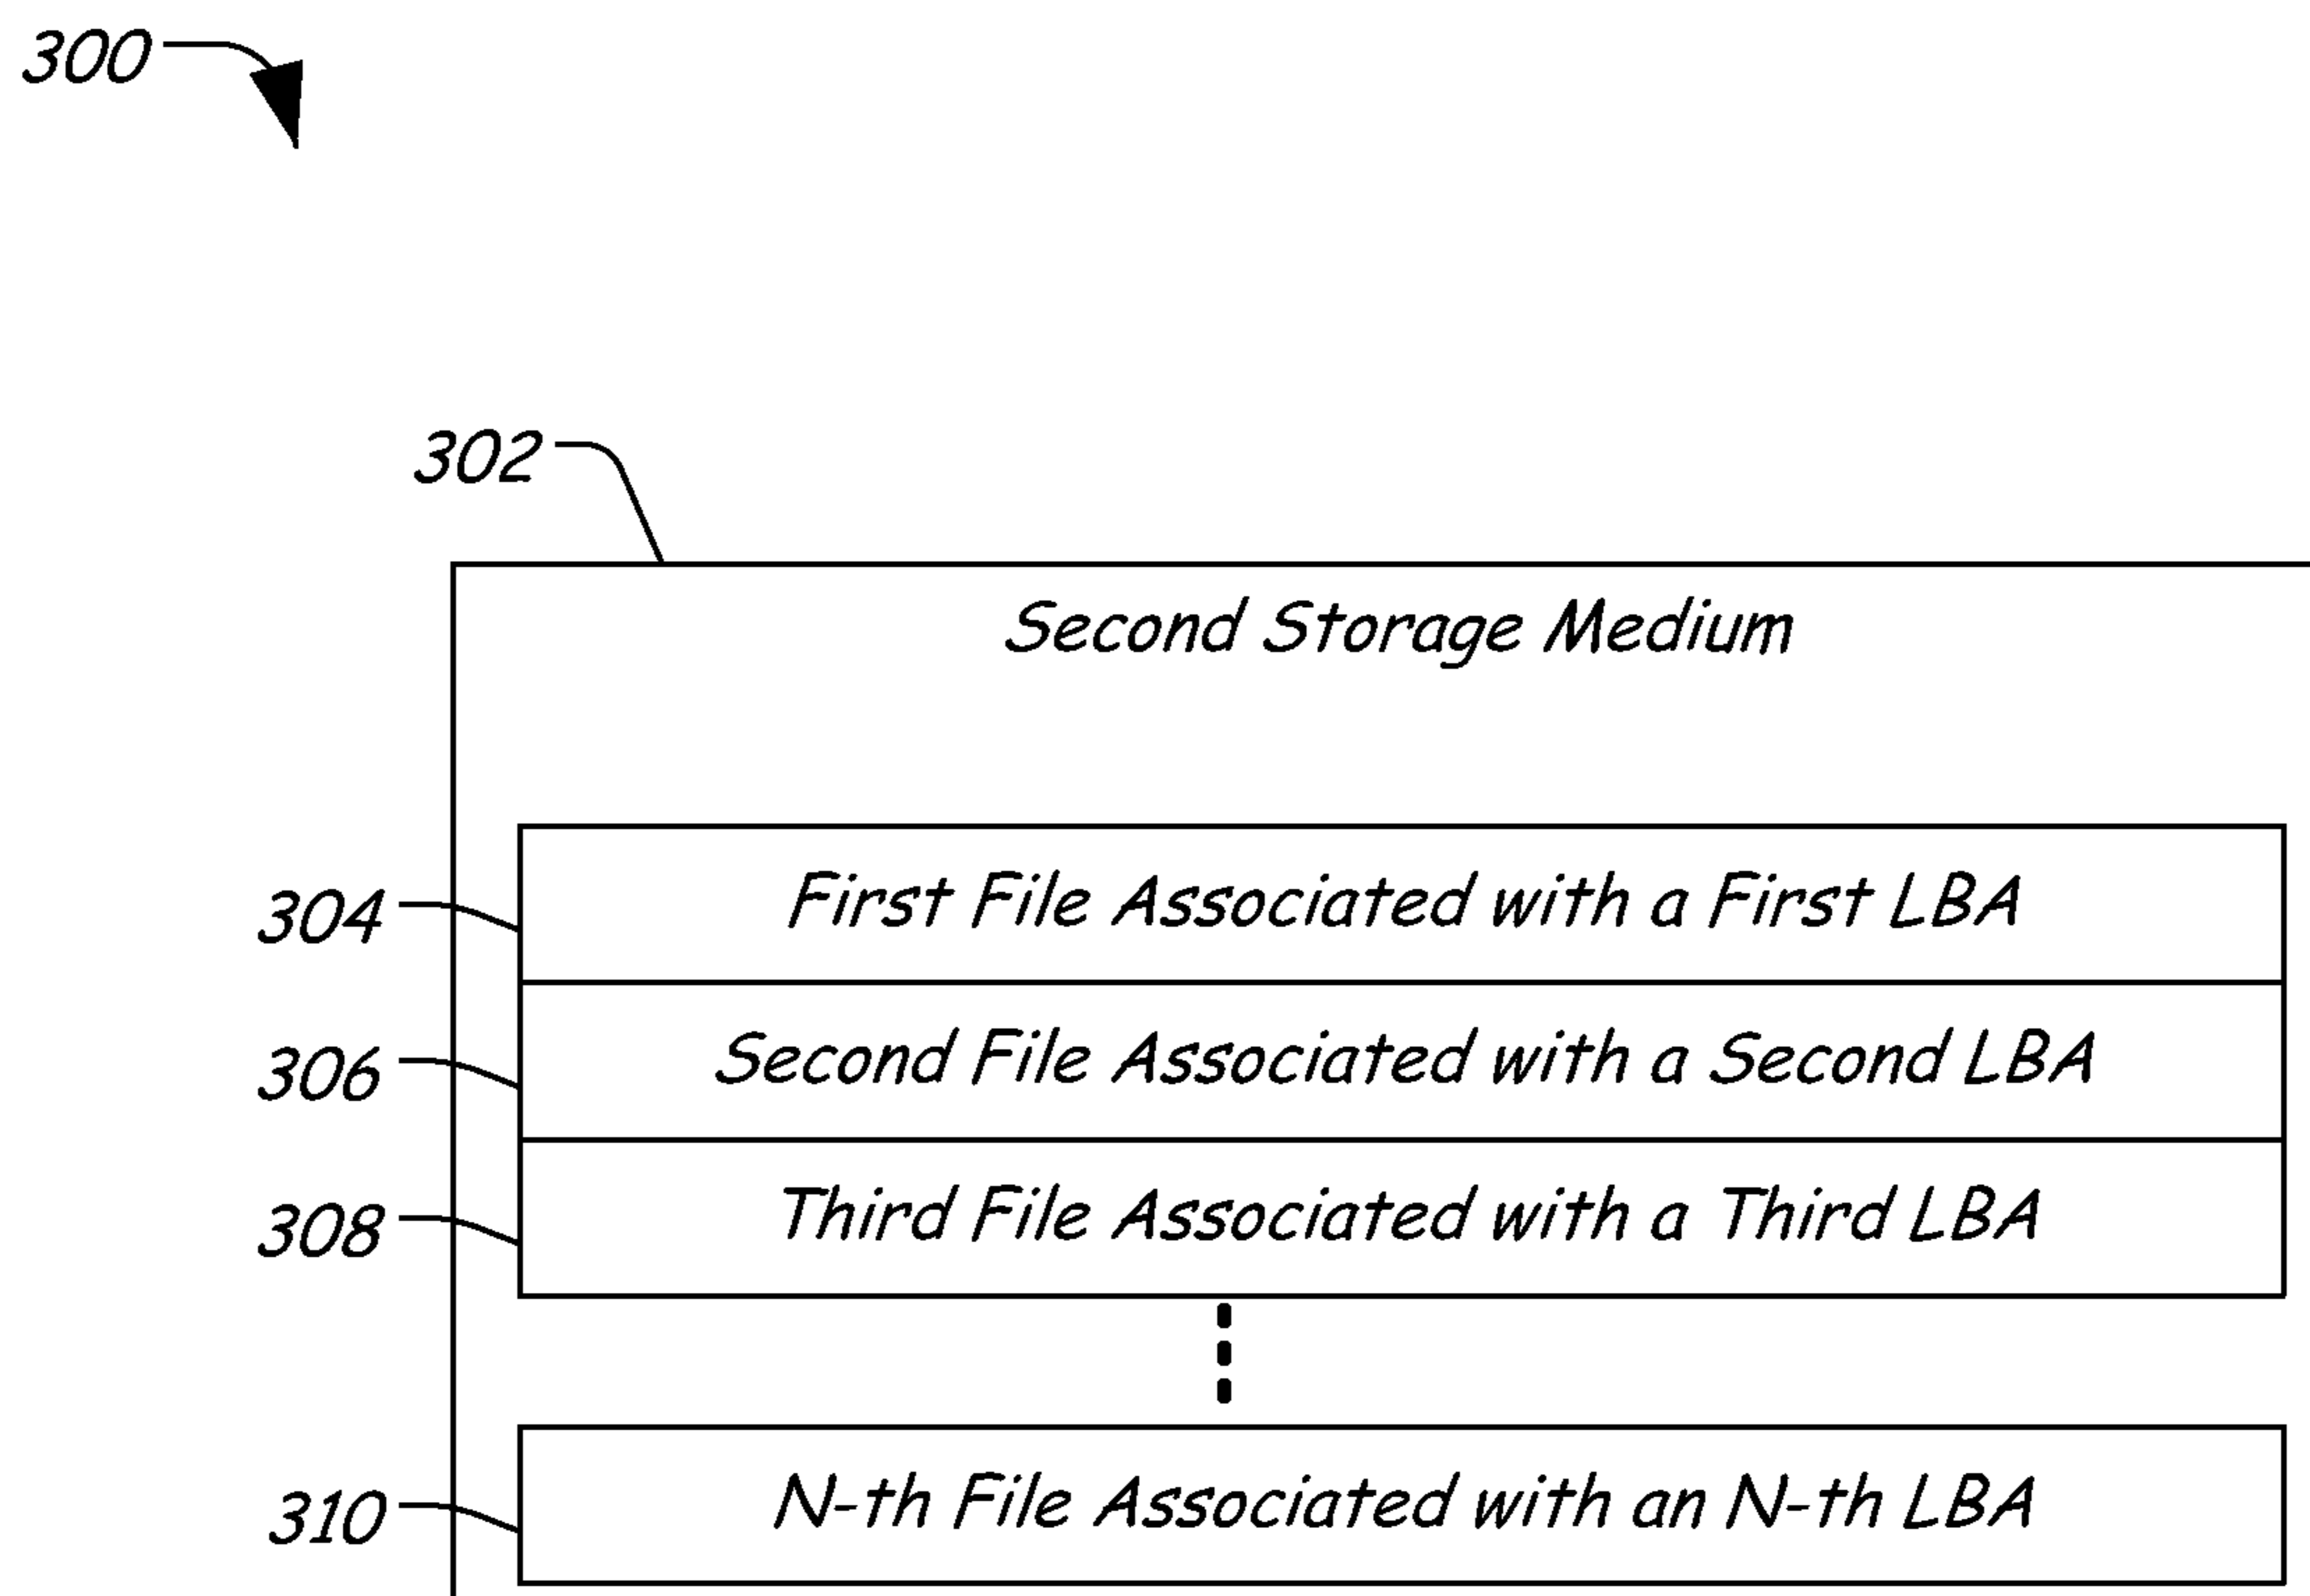 300
302
Second Storage Medium
304 First File Associated with a First LBA
306 Second File Associated with a Second LBA
308 Third File Associated with a Third LBA
310 N-th File Associated with an N-th LBA